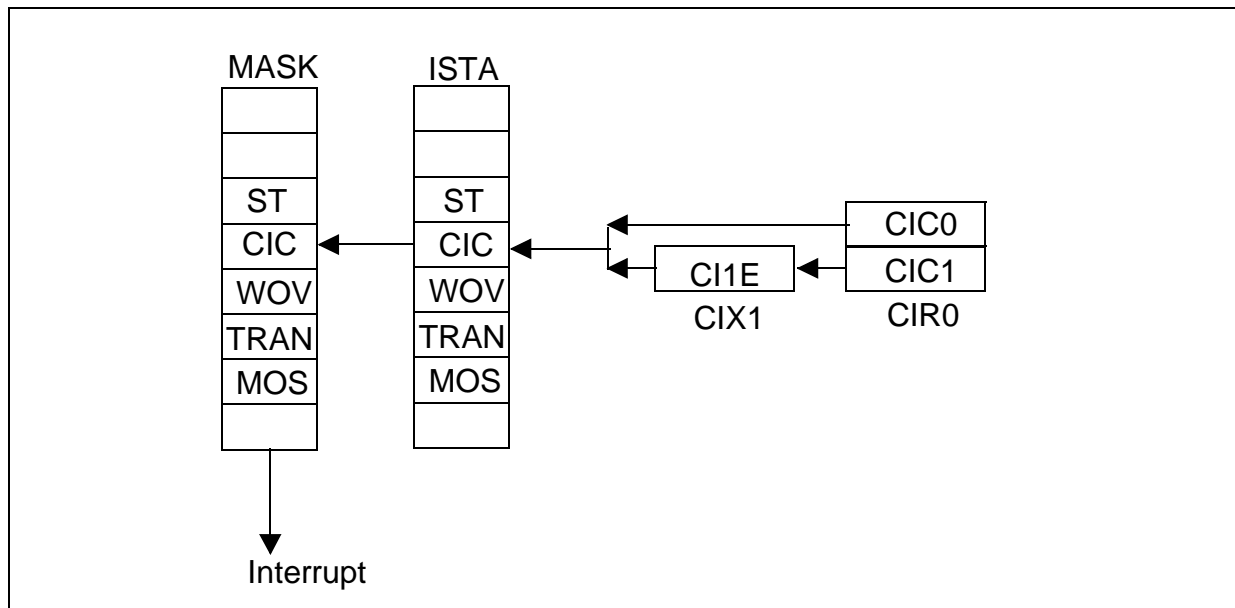 MASK
ISTA
ST
CIC
WOV
TRAN
MOS
ST
CIC
WOV
TRAN
MOS
CI1E
CIX1
CIC0
CIC1
CIR0
Interrupt